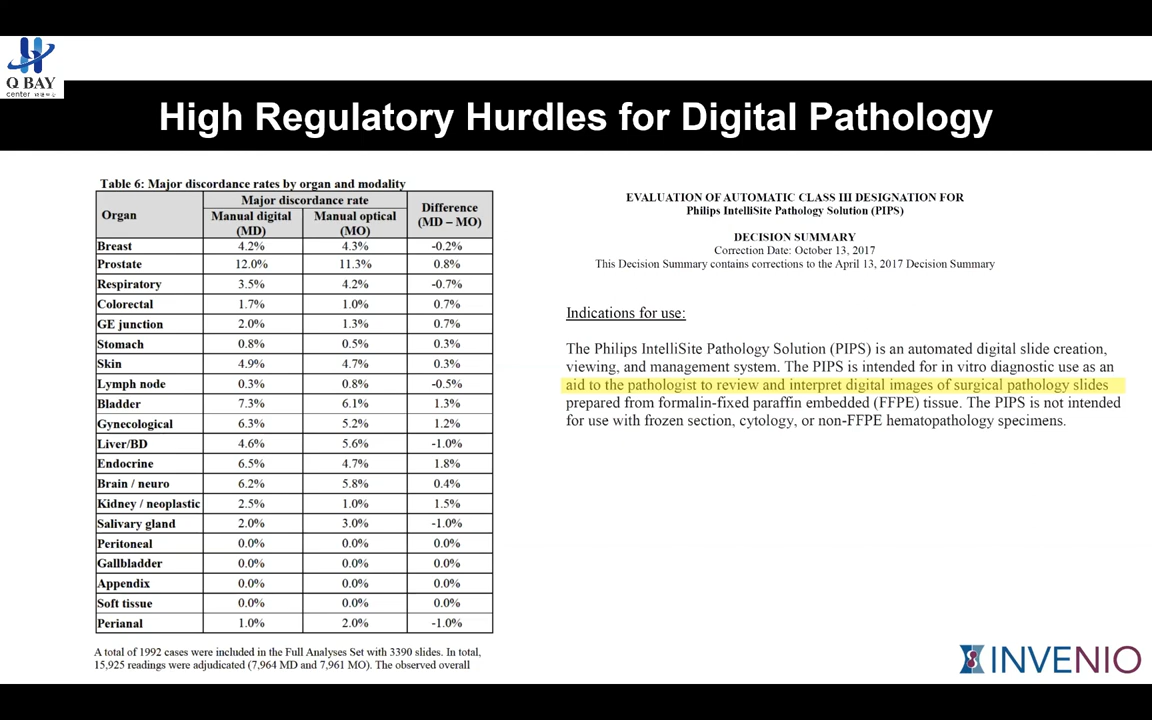 Q BAY
center
High Regulatory Hurdles for Digital Pathology
Table 6: Major discordance rates by organ and modality
Organ
Major discordance rate
Difference
(MD – MO)
Manual digital
(MD)
Manual optical
(MO)
Breast 4.2% 4.3% -0.2%
Prostate 12.0% 11.3% 0.8%
Respiratory 3.5% 4.2% -0.7%
Colorectal 1.7% 1.0% 0.7%
GE junction 2.0% 1.3% 0.7%
Stomach 0.8% 0.5% 0.3%
Skin 4.9% 4.7% 0.3%
Lymph node 0.3% 0.8% -0.5%
Bladder 7.3% 6.1% 1.3%
Gynecological 6.3% 5.2% 1.2%
Liver/BD 4.6% 5.6% -1.0%
Endocrine 6.5% 4.7% 1.8%
Brain / neuro 6.2% 5.8% 0.4%
Kidney / neoplastic 2.5% 1.0% 1.5%
Salivary gland 2.0% 3.0% -1.0%
Peritoneal 0.0% 0.0% 0.0%
Gallbladder 0.0% 0.0% 0.0%
Appendix 0.0% 0.0% 0.0%
Soft tissue 0.0% 0.0% 0.0%
Perianal 1.0% 2.0% -1.0%
A total of 1992 cases were included in the Full Analyses Set with 3390 slides. In total,
15,925 readings were adjudicated (7,964 MD and 7,961 MO). The observed overall
EVALUATION OF AUTOMATIC CLASS III DESIGNATION FOR
Philips IntelliSite Pathology Solution (PIPS)
DECISION SUMMARY
Correction Date: October 13, 2017
This Decision Summary contains corrections to the April 13, 2017 Decision Summary
Indications for use:
The Philips IntelliSite Pathology Solution (PIPS) is an automated digital slide creation,
viewing, and management system. The PIPS is intended for in vitro diagnostic use as an
aid to the pathologist to review and interpret digital images of surgical pathology slides
prepared from formalin-fixed paraffin embedded (FFPE) tissue. The PIPS is not intended
for use with frozen section, cytology, or non-FFPE hematopathology specimens.
INVENIO